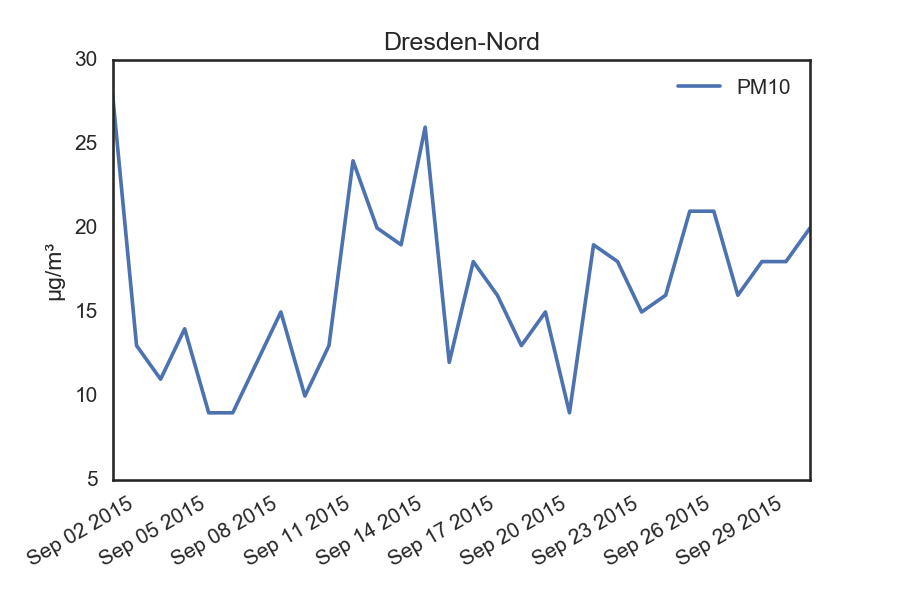 Dresden-Nord
30
25
20
15
10
5
µg/m³
PM10
Sep 02 2015
Sep 05 2015
Sep 08 2015
Sep 11 2015
Sep 14 2015
Sep 17 2015
Sep 20 2015
Sep 23 2015
Sep 26 2015
Sep 29 2015